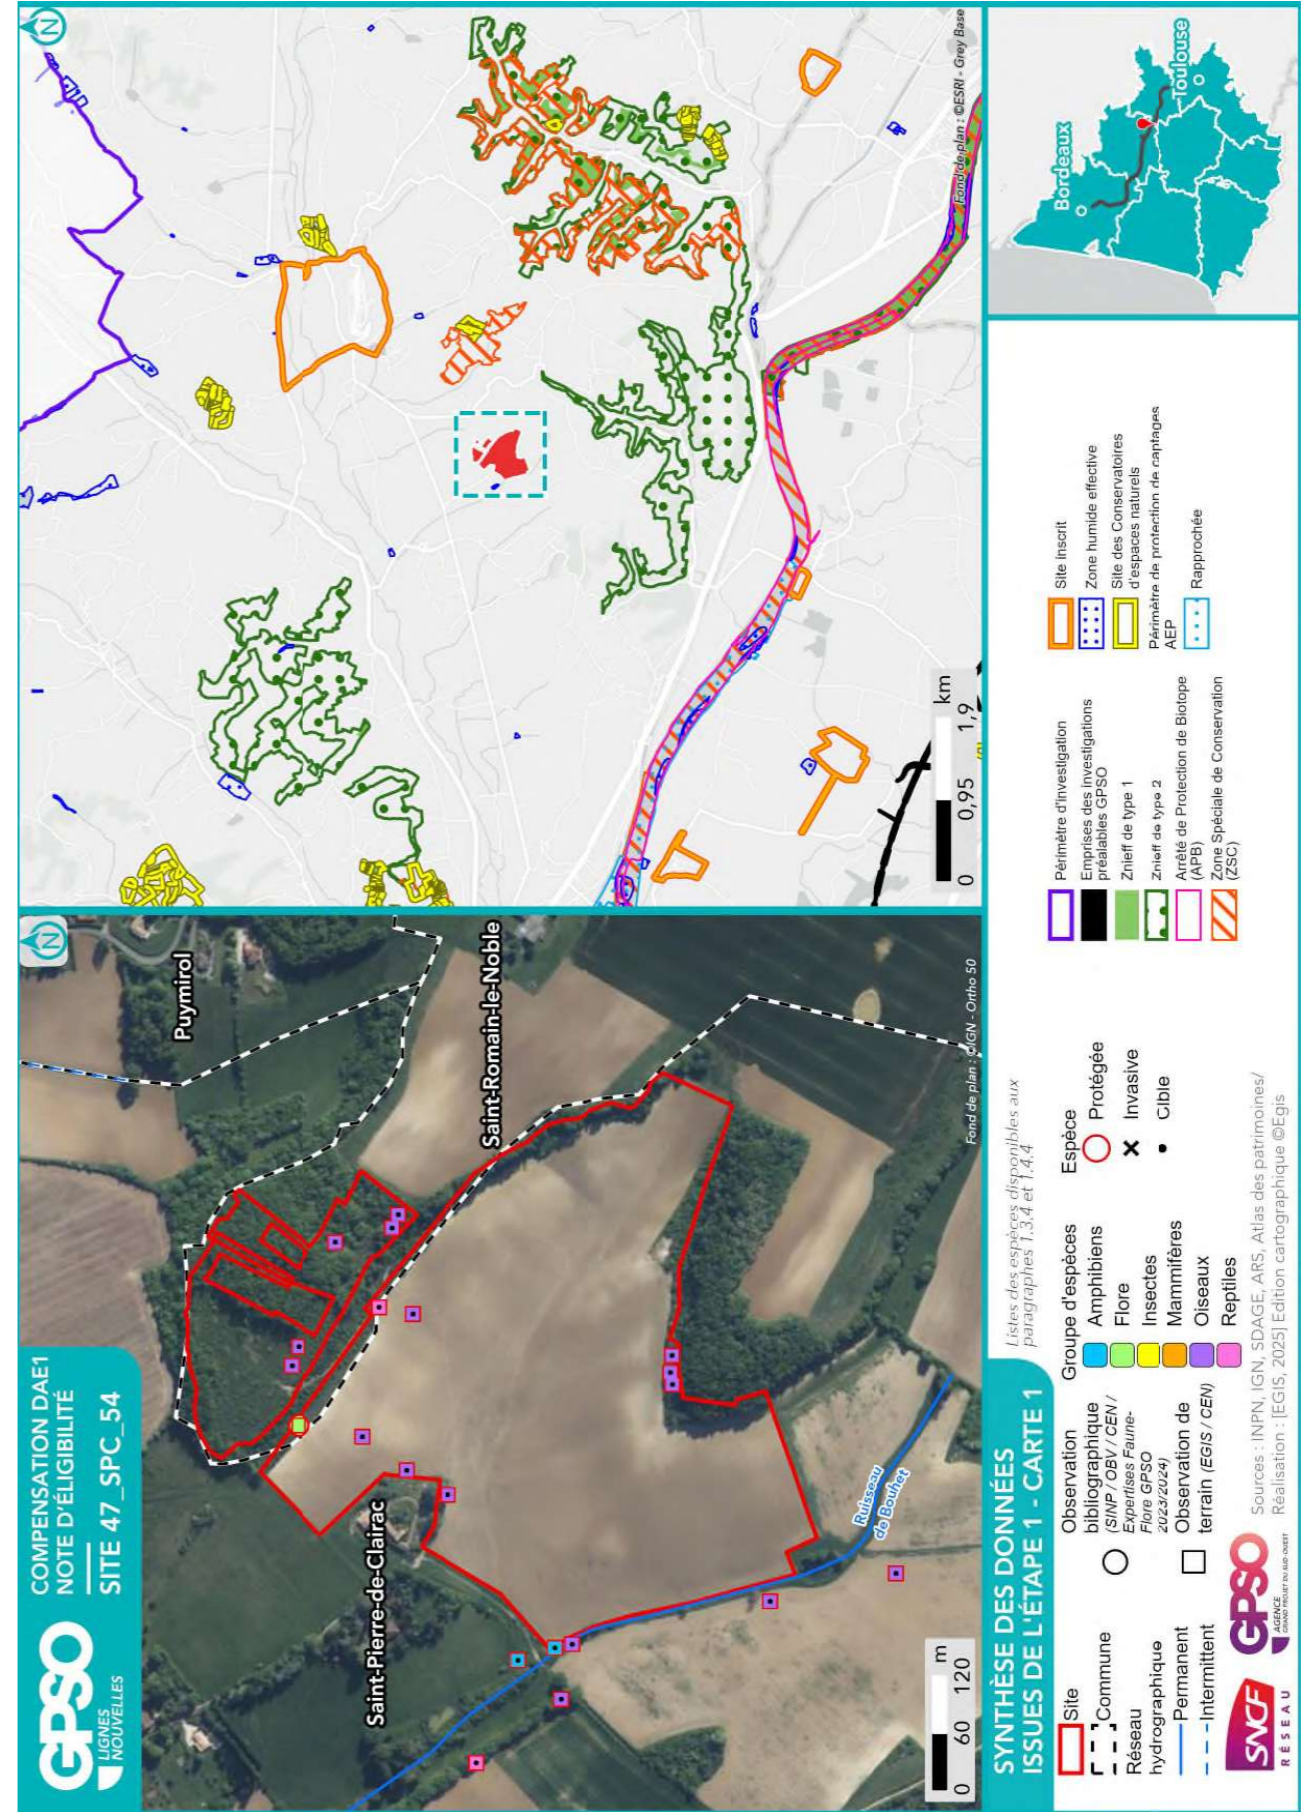 GPSO
LIGNES
NOUVELLES
COMPENSATION DAE1
NOTE D'ÉLIGIBILITÉ
SITE 47_SPC_54
N
Puymirol
Saint-Romain-le-Noble
Saint-Pierre-de-Clairac
Ruisseau
de Bouhet
0 60 120 m
Fond de plan : ©IGN - Ortho 50
N
0 0,95 1,9 km
Fond de plan : ©ESRI - Grey Base
SYNTHÈSE DES DONNÉES
ISSUES DE L'ÉTAPE 1 - CARTE 1
Listes des espèces disponibles aux
paragraphes 1.3.4 et 1.4.4
Site
Commune
Réseau
hydrographique
Permanent
Intermittent
Observation
bibliographique
(SINP / OBV / CEN /
Expertises Faune-
Flore GPSO
2023/2024)
Observation de
terrain (EGIS / CEN)
Groupe d'espèces
Amphibiens
Flore
Insectes
Mammifères
Oiseaux
Reptiles
Espèce
Protégée
Invasive
Cible
Périmètre d'investigation
Emprises des investigations
préalables GPSO
Znieff de type 1
Znieff de type 2
Arrêté de Protection de Biotope
(APB)
Zone Spéciale de Conservation
(ZSC)
Site inscrit
Zone humide effective
Site des Conservatoires
d'espaces naturels
Périmètre de protection de captages
AEP
Rapprochée
Bordeaux
Toulouse
SNCF
RÉSEAU
GPSO
AGENCE
GRAND PROJET DU SUD-OUEST
Sources : INPN, IGN, SDAGE, ARS, Atlas des patrimoines/
Réalisation : [EGIS, 2025] Edition cartographique ©Egis